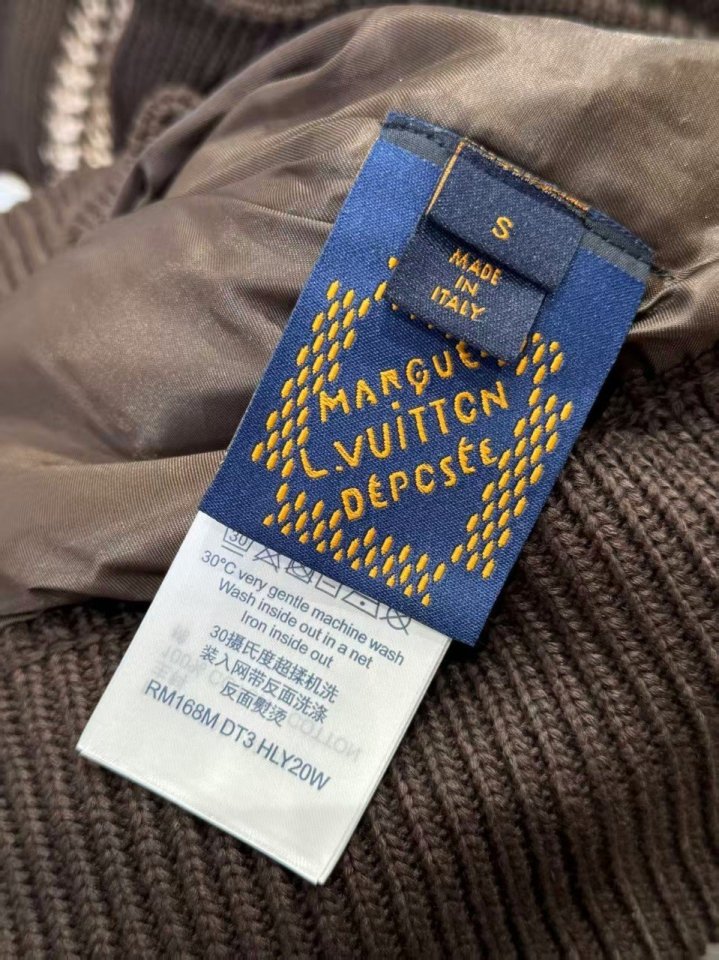 S
MADE
IN
ITALY
MARQUE
L.VUITTON
DÉPOSÉE
30
30°C very gentle machine wash
Wash inside out in a net
Iron inside out
30摄氏度超揉机洗
装入网带反面洗涤
反面熨烫
RM168M DT3 HLY20W